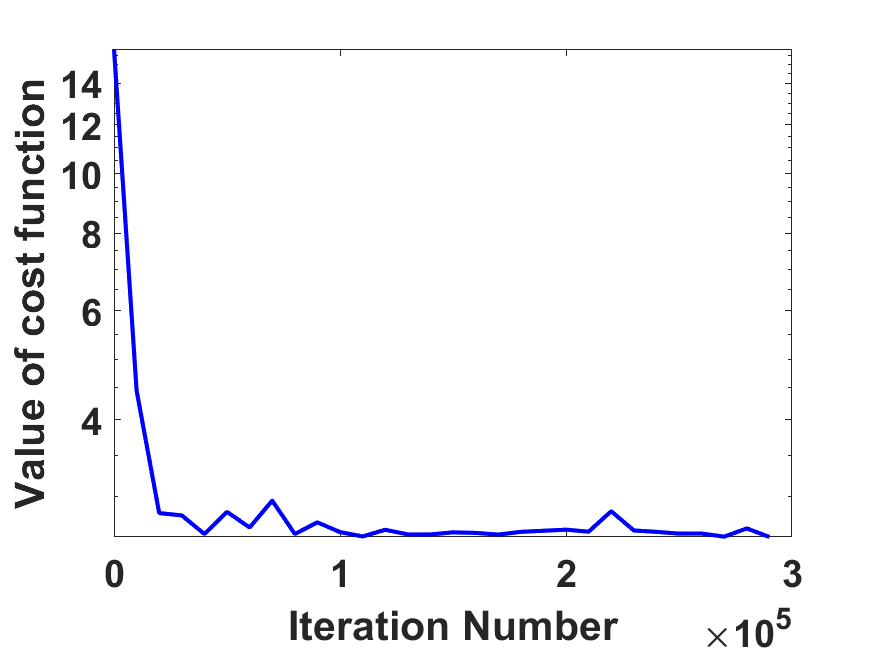 Value of cost function
14
12
10
8
6
4
0 1 2 3
Iteration Number
×10^5